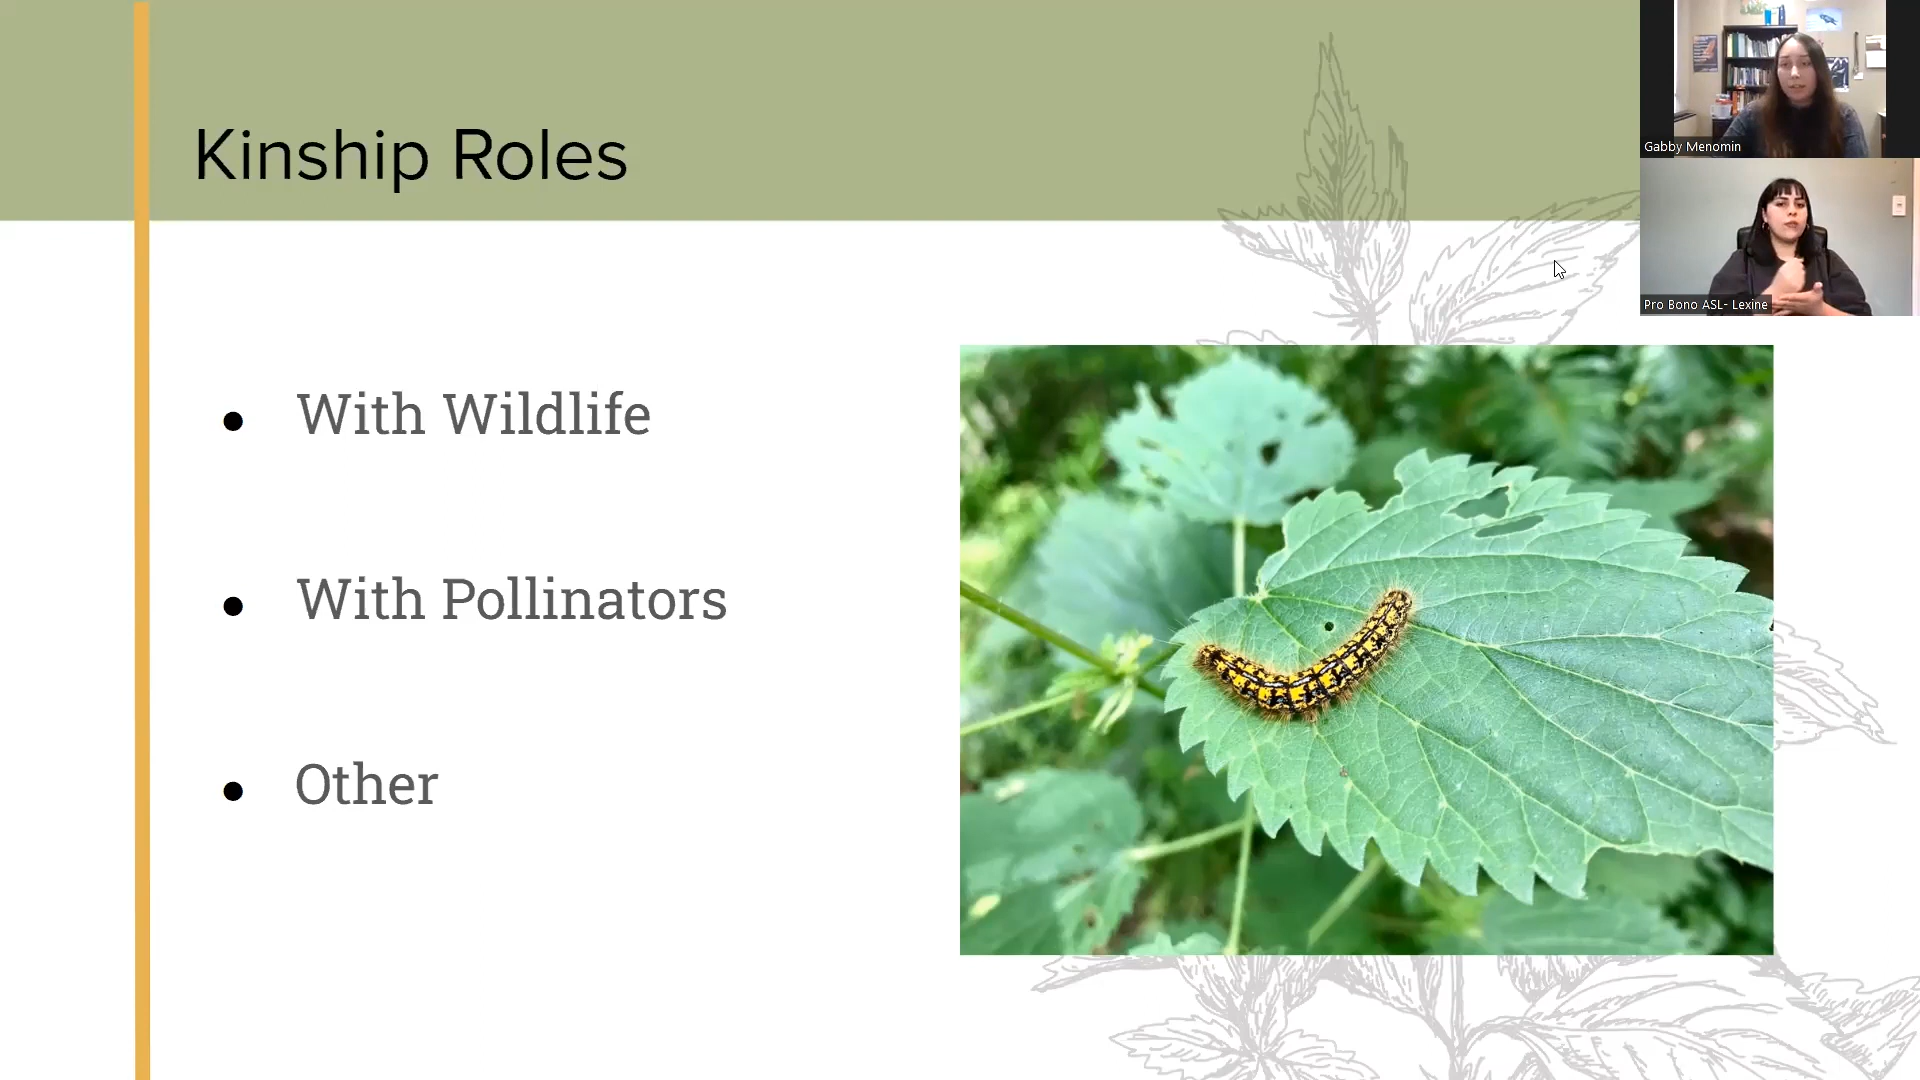 Kinship Roles
With Wildlife
With Pollinators
Other
Gabby Menomin
Pro Bono ASL- Lexine